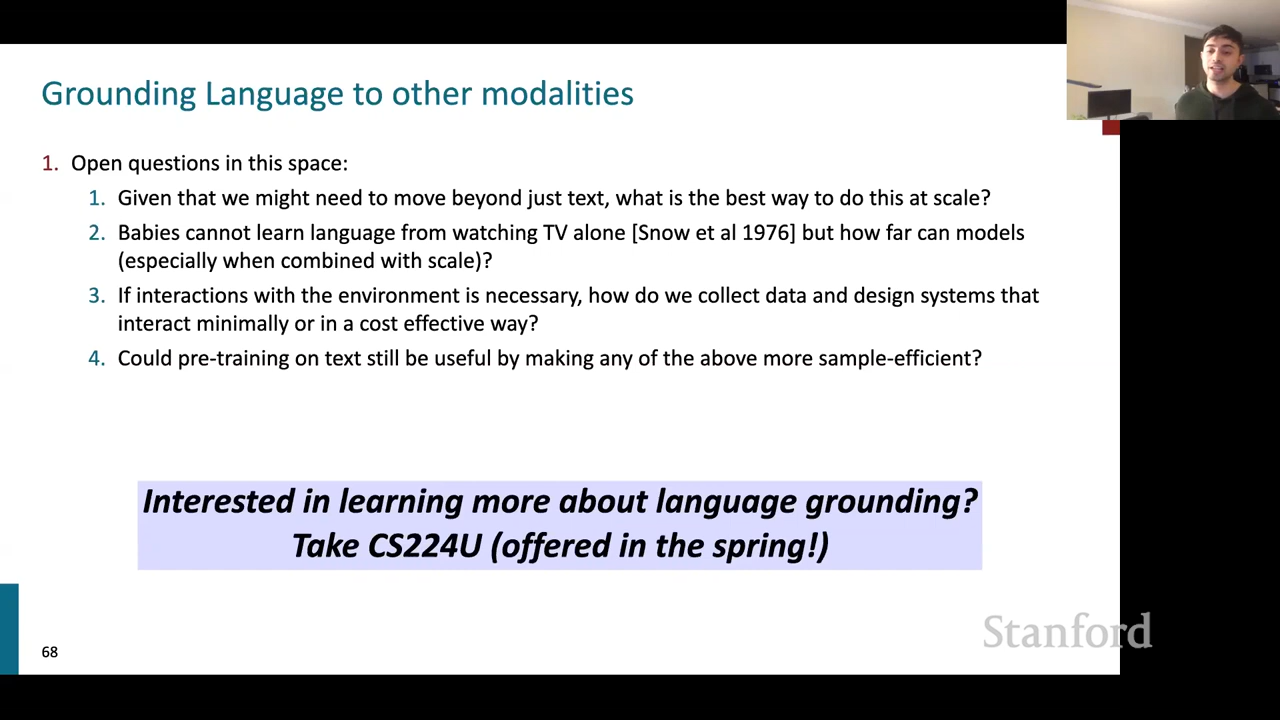 Grounding Language to other modalities
1. Open questions in this space:
1. Given that we might need to move beyond just text, what is the best way to do this at scale?
2. Babies cannot learn language from watching TV alone [Snow et al 1976] but how far can models
(especially when combined with scale)?
3. If interactions with the environment is necessary, how do we collect data and design systems that
interact minimally or in a cost effective way?
4. Could pre-training on text still be useful by making any of the above more sample-efficient?
Interested in learning more about language grounding?
Take CS224U (offered in the spring!)
Stanford
68